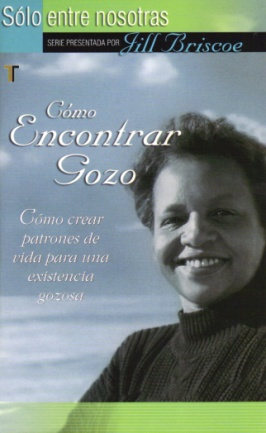 Sólo entre nosotras
SERIE PRESENTADA POR Jill Briscoe
Cómo
Encontrar
Gozo
Cómo crear
patrones de
vida para una
existencia
gozosa